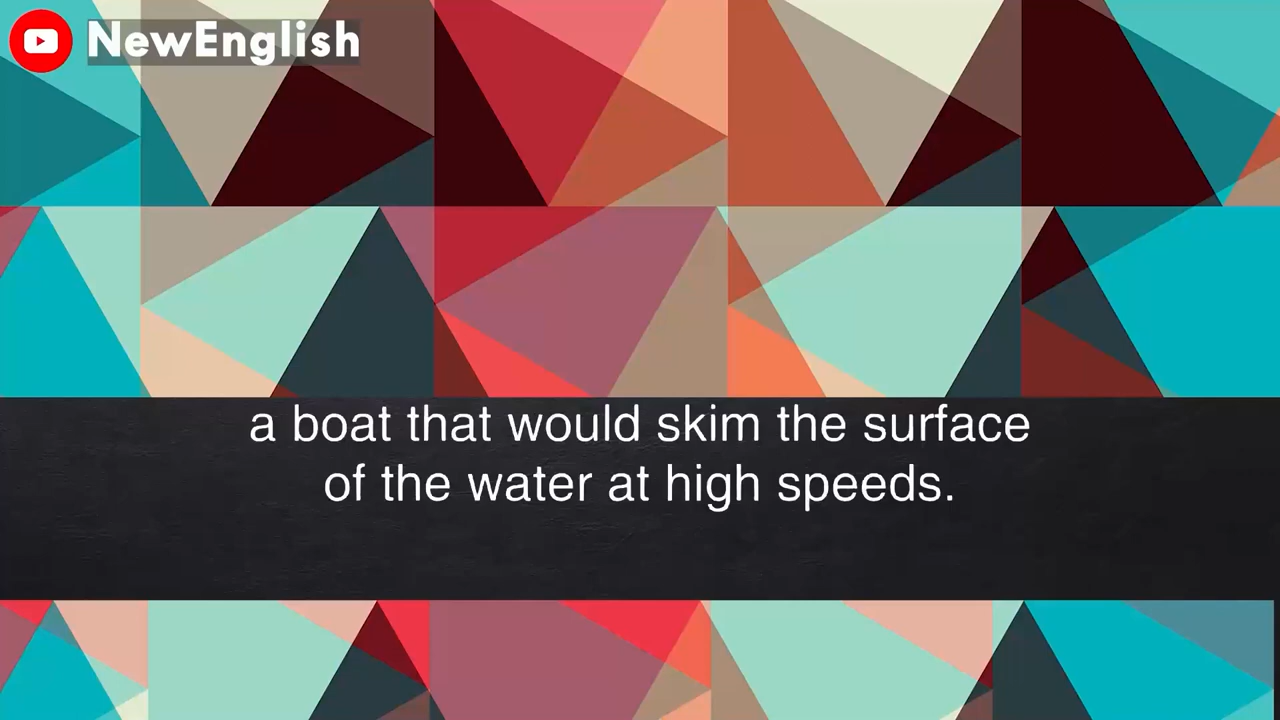 NewEnglish
a boat that would skim the surface
of the water at high speeds.